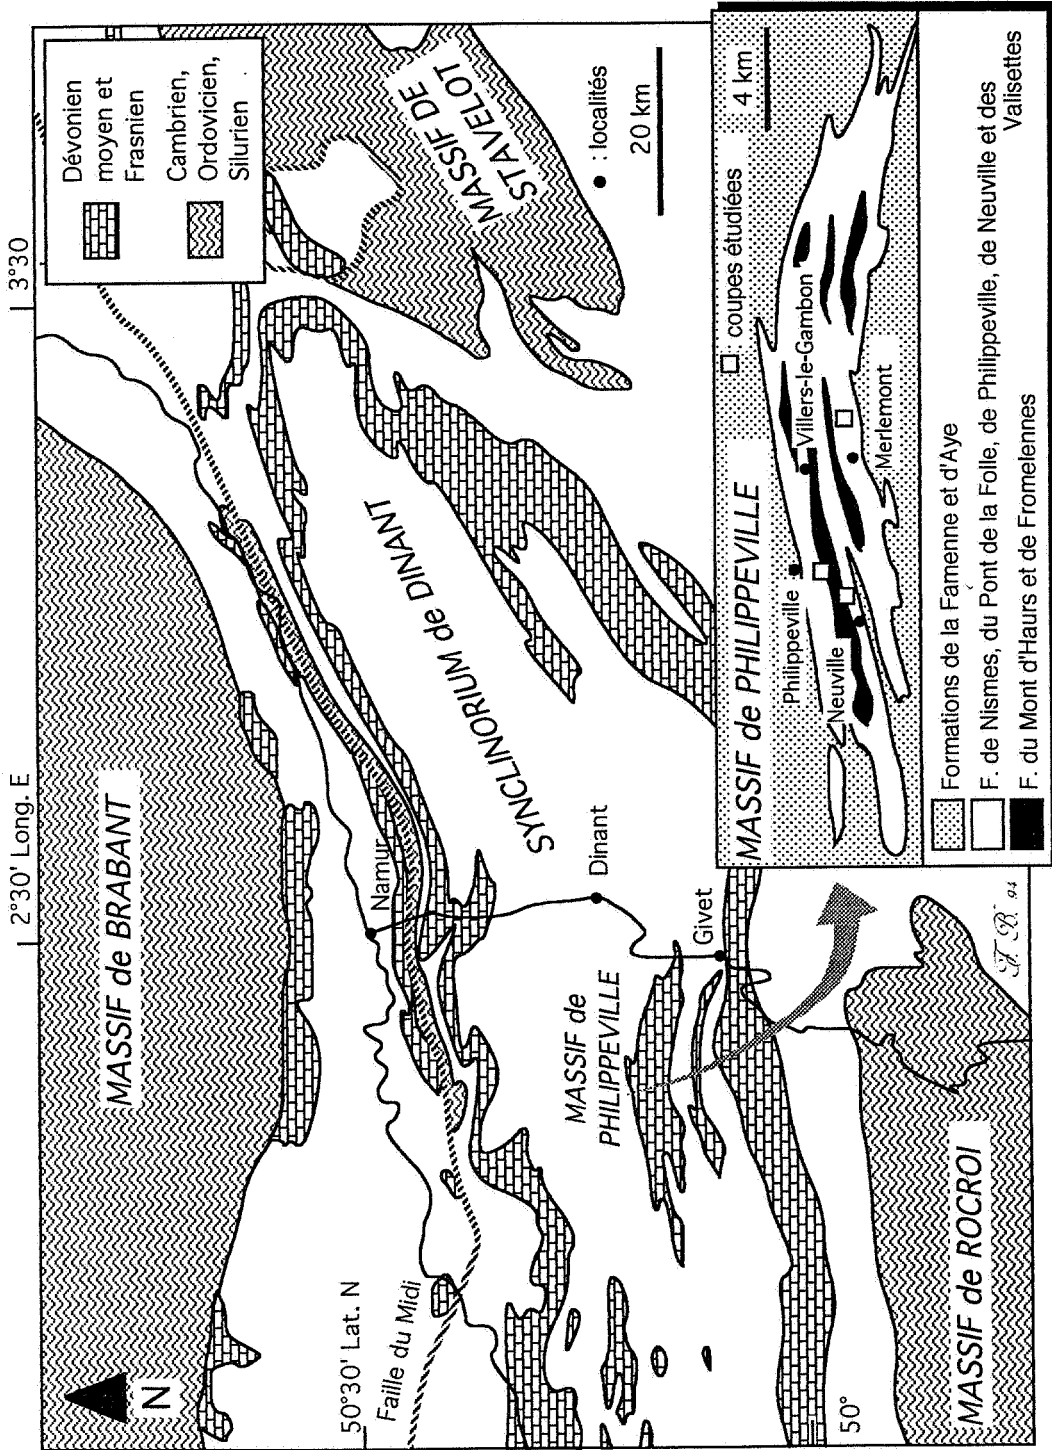 2°30' Long. E
3°30
MASSIF de BRABANT
N
Dévonien
moyen et
Frasnien
Cambrien,
Ordovicien,
Silurien
MASSIF DE
STAVELOT
● : localités
20 km
50°30' Lat. N
Faille du Midi
Namur
SYNCLINORIUM de DINANT
Dinant
MASSIF de
PHILIPPEVILLE
Givet
50°
MASSIF de ROCROI
MASSIF de PHILIPPEVILLE
□ : coupes étudiées
4 km
Philippeville
Villers-le-Gambon
Neuville
Merlemont
Formations de la Famenne et d'Aye
F. de Nismes, du Pont de la Folle, de Philippeville, de Neuville et des
Valisettes
F. du Mont d'Haurs et de Fromelennes